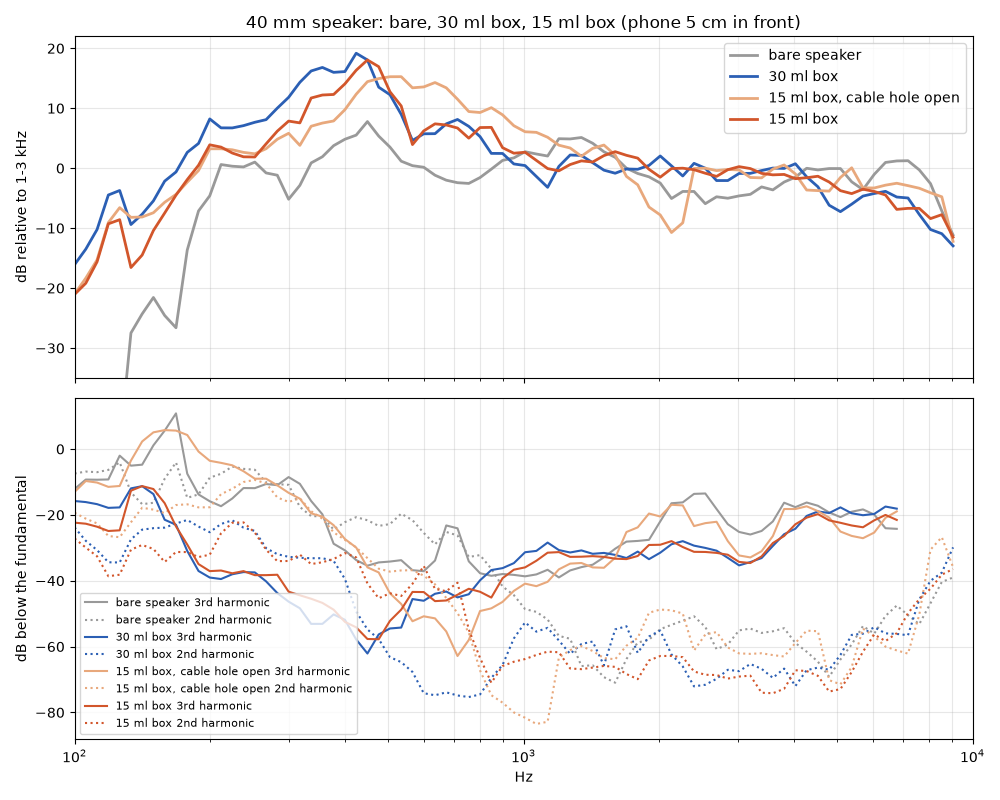 40 mm speaker: bare, 30 ml box, 15 ml box (phone 5 cm in front)
20
10
0
−10
−20
−30
dB relative to 1-3 kHz
bare speaker
30 ml box
15 ml box, cable hole open
15 ml box
0
−20
−40
−60
−80
dB below the fundamental
bare speaker 3rd harmonic
bare speaker 2nd harmonic
30 ml box 3rd harmonic
30 ml box 2nd harmonic
15 ml box, cable hole open 3rd harmonic
15 ml box, cable hole open 2nd harmonic
15 ml box 3rd harmonic
15 ml box 2nd harmonic
10² 10³ 10⁴
Hz